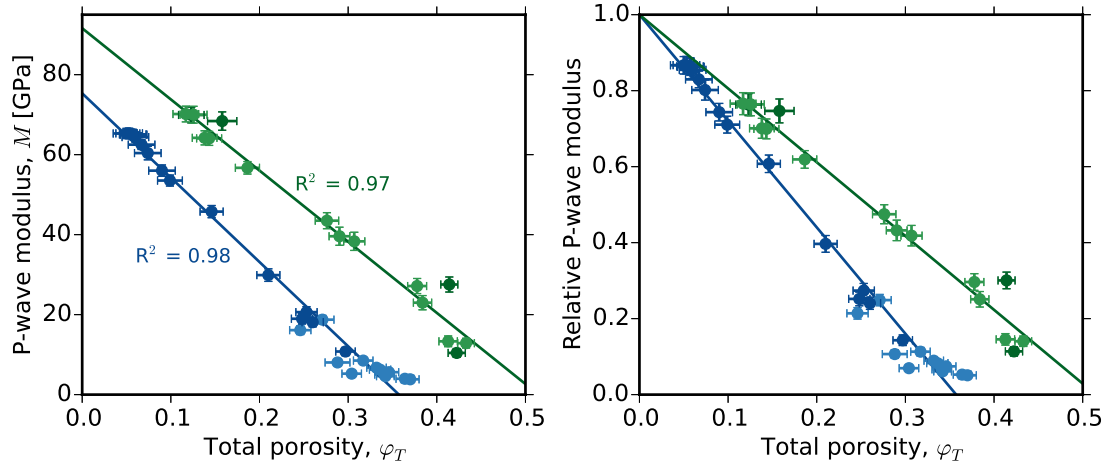 P-wave modulus, M [GPa]
80
60
40
20
0
0.0 0.1 0.2 0.3 0.4 0.5
Total porosity, φT
R² = 0.97
R² = 0.98
Relative P-wave modulus
1.0
0.8
0.6
0.4
0.2
0.0
0.0 0.1 0.2 0.3 0.4 0.5
Total porosity, φT